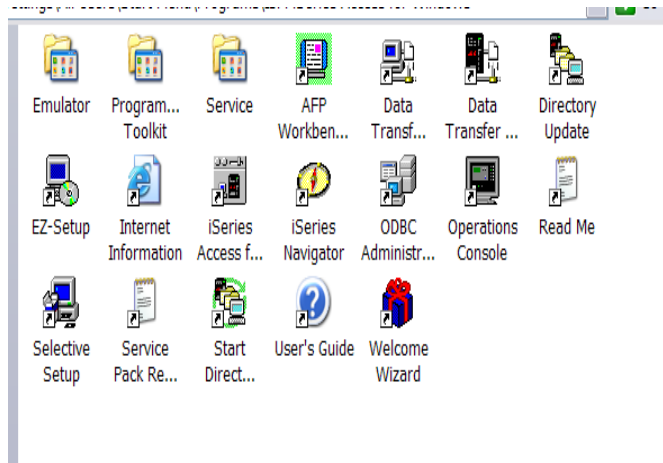 Emulator Program... Service AFP Data Data Directory
Toolkit Workben... Transf... Transfer ... Update
EZ-Setup Internet iSeries iSeries ODBC Operations Read Me
Information Access f... Navigator Administr... Console
Selective Service Start User's Guide Welcome
Setup Pack Re... Direct... Wizard